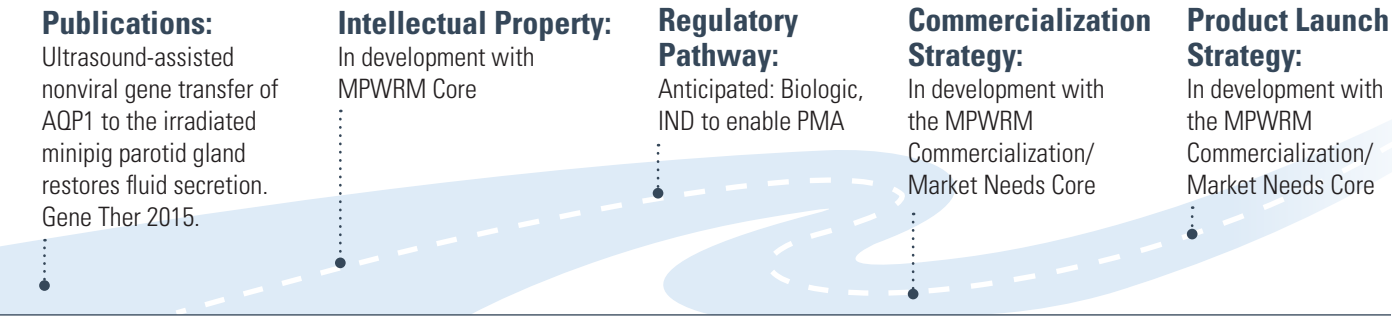 Publications:
Ultrasound-assisted
nonviral gene transfer of
AQP1 to the irradiated
minipig parotid gland
restores fluid secretion.
Gene Ther 2015.
Intellectual Property:
In development with
MPWRM Core
Regulatory
Pathway:
Anticipated: Biologic,
IND to enable PMA
Commercialization
Strategy:
In development with
the MPWRM
Commercialization/
Market Needs Core
Product Launch
Strategy:
In development with
the MPWRM
Commercialization/
Market Needs Core